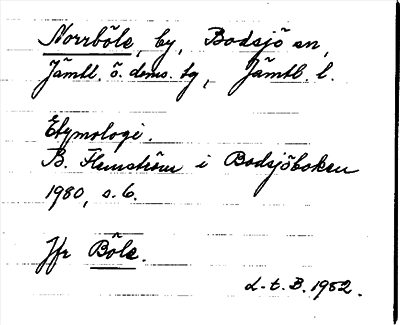 Norrböle, by, Bodsjö sn,
Jämtl. ö. doms. tg, Jämtl. l.
Etymologi.
B. Flemström i Bodsjöboken
1980, s. 6.
Jfr Böle.
L.t.B. 1982.